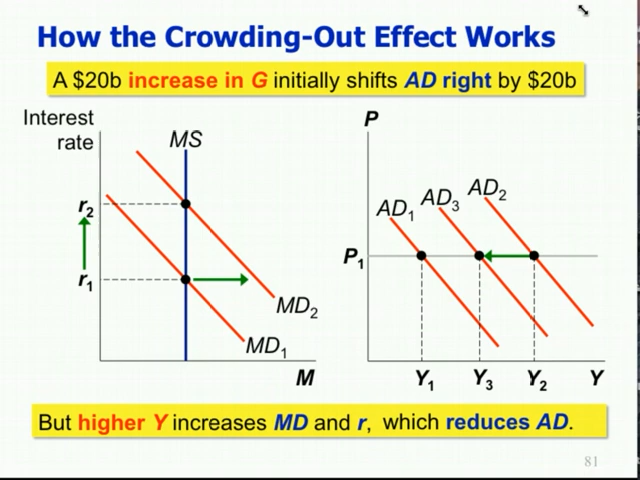 How the Crowding-Out Effect Works
A $20b increase in G initially shifts AD right by $20b
Interest
rate
MS
r2
r1
MD2
MD1
M
P
AD1
AD3
AD2
P1
Y1
Y3
Y2
Y
But higher Y increases MD and r, which reduces AD.
81